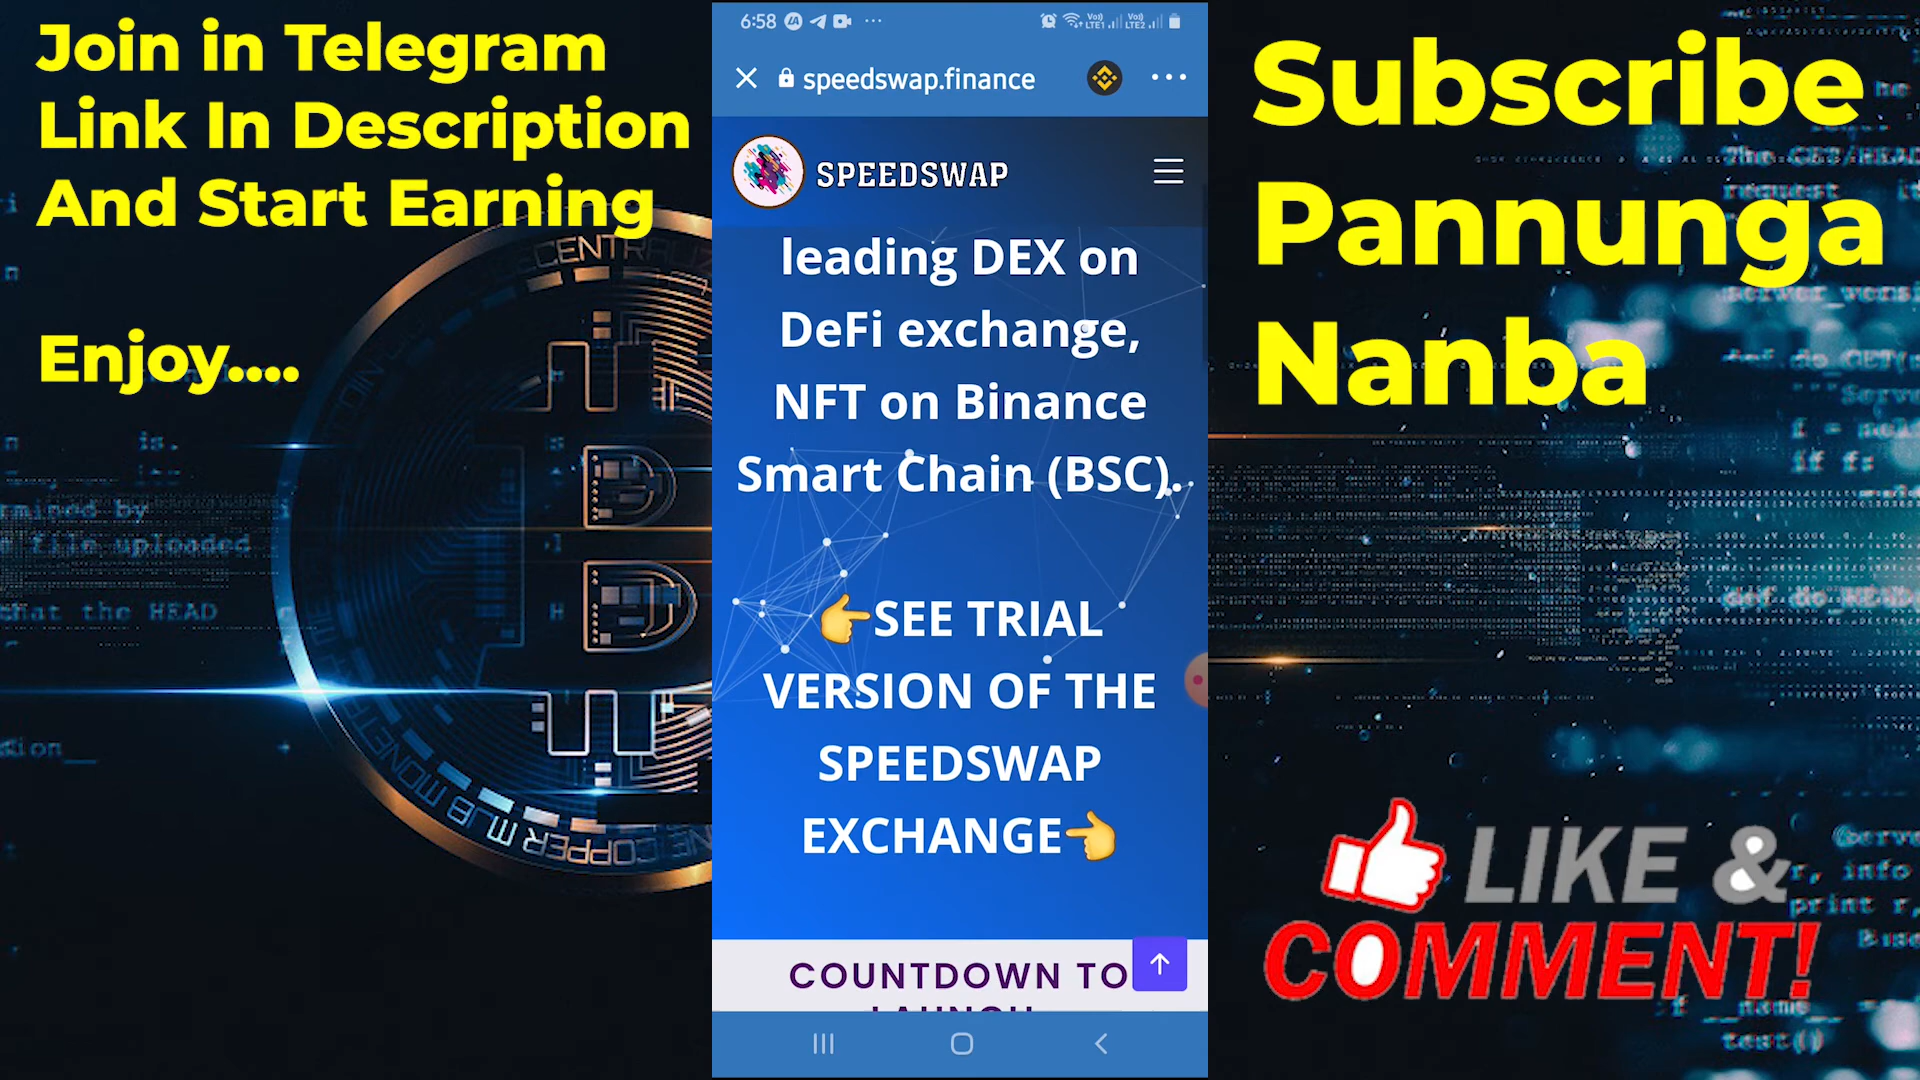 Join in Telegram
Link In Description
And Start Earning
Enjoy....
6:58
speedswap.finance
SPEEDSWAP
leading DEX on
DeFi exchange,
NFT on Binance
Smart Chain (BSC).
👉SEE TRIAL
VERSION OF THE
SPEEDSWAP
EXCHANGE👈
COUNTDOWN TO
LAUNCH
Subscribe
Pannunga
Nanba
LIKE &
COMMENT!